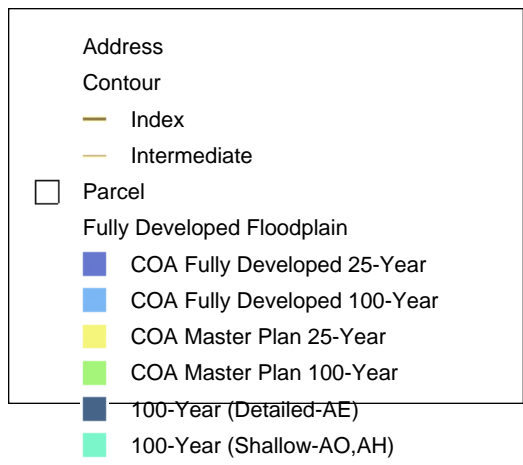 Address
Contour
Index
Intermediate
Parcel
Fully Developed Floodplain
COA Fully Developed 25-Year
COA Fully Developed 100-Year
COA Master Plan 25-Year
COA Master Plan 100-Year
100-Year (Detailed-AE)
100-Year (Shallow-AO,AH)